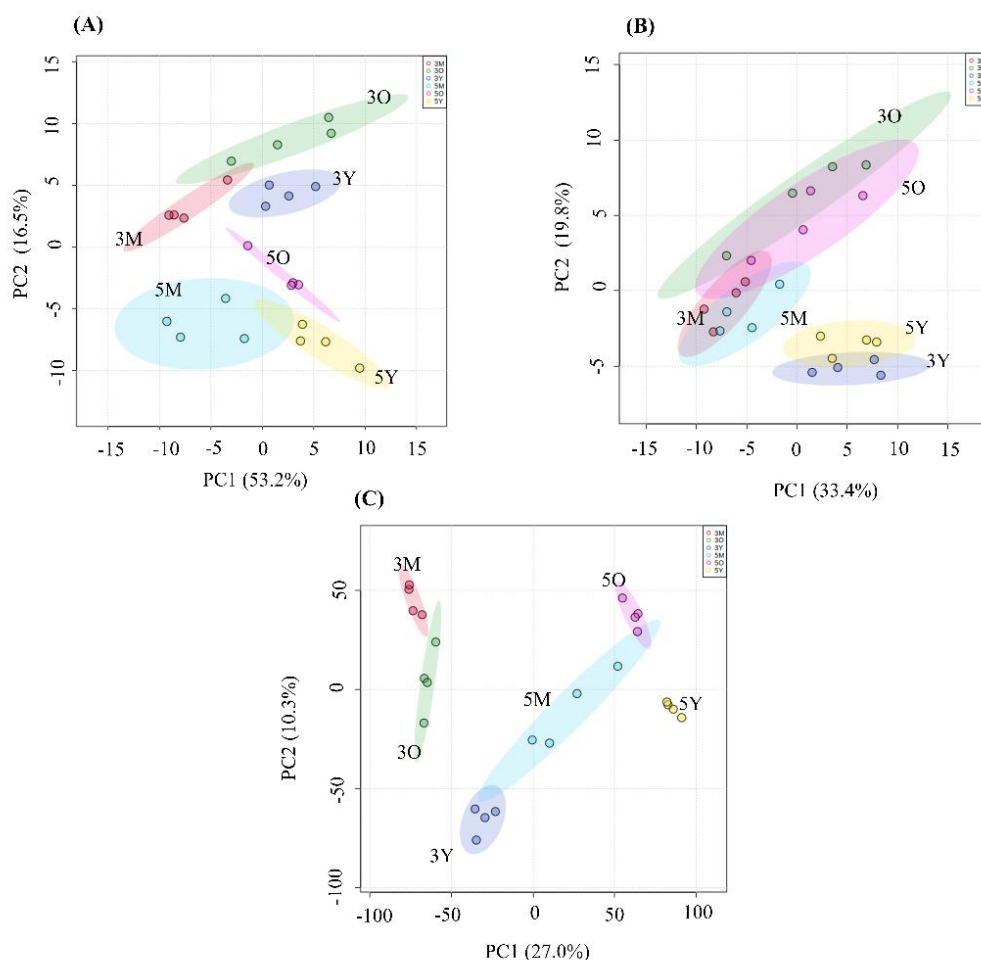 (A)
15
10
5
0
-5
-10
PC2 (16.5%)
3O
3Y
3M
5O
5M
5Y
3M
3O
3Y
5M
5O
5Y
-15
-10
-5
0
5
10
15
PC1 (53.2%)
(B)
15
10
5
0
-5
-10
PC2 (19.8%)
3O
5O
3M
5M
5Y
3Y
-15
-10
-5
0
5
10
15
PC1 (33.4%)
(C)
50
0
-50
-100
PC2 (10.3%)
3M
5O
5M
5Y
3O
3Y
3M
3O
3Y
5M
5O
5Y
-100
-50
0
50
100
PC1 (27.0%)